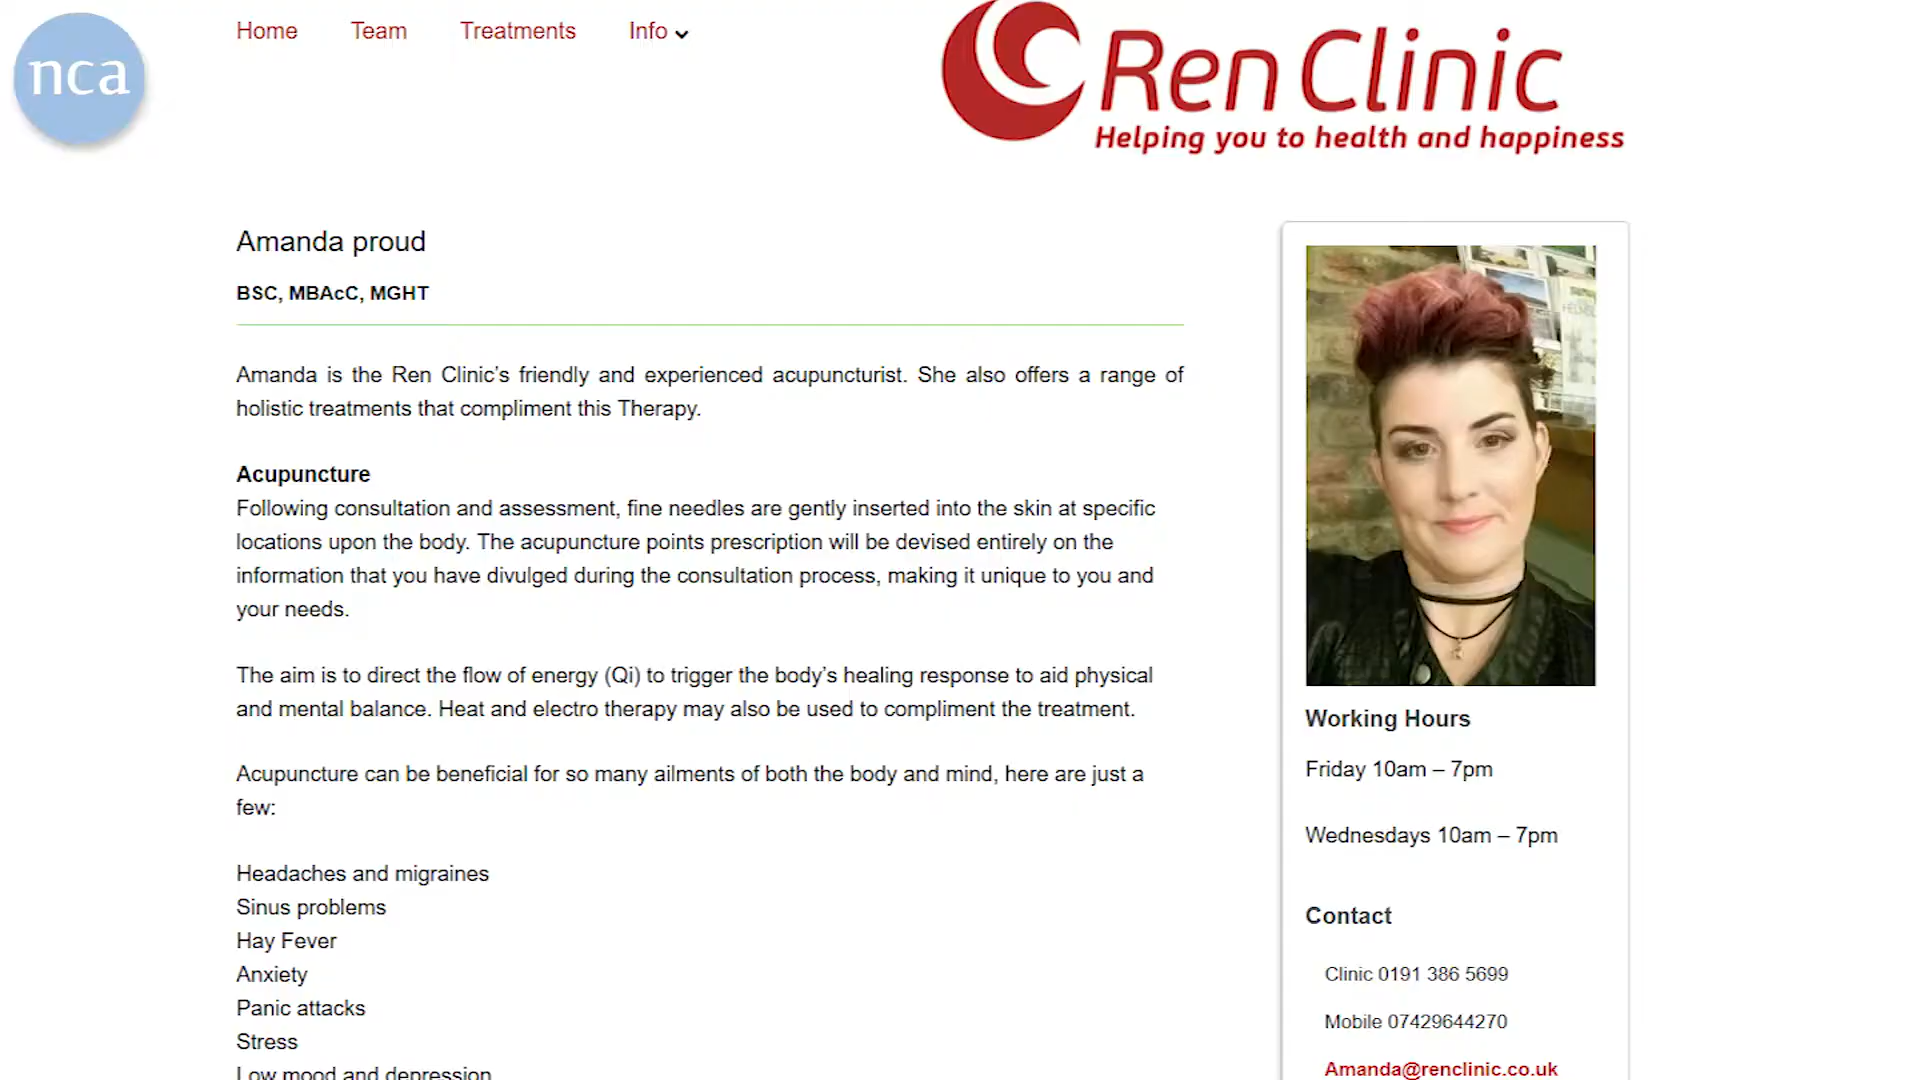 nca
Home Team Treatments Info
Ren Clinic
Helping you to health and happiness
Amanda proud
BSC, MBAcC, MGHT
Amanda is the Ren Clinic’s friendly and experienced acupuncturist. She also offers a range of
holistic treatments that compliment this Therapy.
Acupuncture
Following consultation and assessment, fine needles are gently inserted into the skin at specific
locations upon the body. The acupuncture points prescription will be devised entirely on the
information that you have divulged during the consultation process, making it unique to you and
your needs.
The aim is to direct the flow of energy (Qi) to trigger the body’s healing response to aid physical
and mental balance. Heat and electro therapy may also be used to compliment the treatment.
Acupuncture can be beneficial for so many ailments of both the body and mind, here are just a
few:
Headaches and migraines
Sinus problems
Hay Fever
Anxiety
Panic attacks
Stress
Low mood and depression
Working Hours
Friday 10am – 7pm
Wednesdays 10am – 7pm
Contact
Clinic 0191 386 5699
Mobile 07429644270
Amanda@renclinic.co.uk